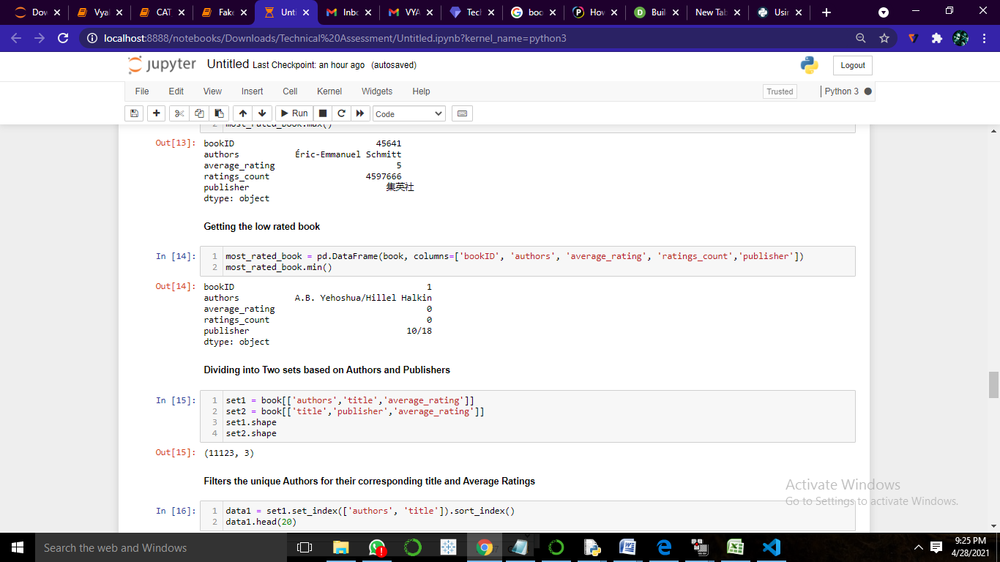 Dow
Vyal
CAT
Fake
Unti
Inbo
VYA
Tech
boo
How
Buil
New Tab
Usin
localhost:8888/notebooks/Downloads/Technical%20Assessment/Untitled.ipynb?kernel_name=python3
jupyter Untitled Last Checkpoint: an hour ago (autosaved)
Logout
File Edit View Insert Cell Kernel Widgets Help
Trusted
Python 3
Run
Code
2 most_rated_book.max()
Out[13]: bookID 45641
authors Éric-Emmanuel Schmitt
average_rating 5
ratings_count 4597666
publisher 集英社
dtype: object
Getting the low rated book
In [14]: 1 most_rated_book = pd.DataFrame(book, columns=['bookID', 'authors', 'average_rating', 'ratings_count','publisher'])
2 most_rated_book.min()
Out[14]: bookID 1
authors A.B. Yehoshua/Hillel Halkin
average_rating 0
ratings_count 0
publisher 10/18
dtype: object
Dividing into Two sets based on Authors and Publishers
In [15]: 1 set1 = book[['authors','title','average_rating']]
2 set2 = book[['title','publisher','average_rating']]
3 set1.shape
4 set2.shape
Out[15]: (11123, 3)
Filters the unique Authors for their corresponding title and Average Ratings
In [16]: 1 data1 = set1.set_index(['authors', 'title']).sort_index()
2 data1.head(20)
Activate Windows
Go to Settings to activate Windows.
Search the web and Windows
9:25 PM
4/28/2021